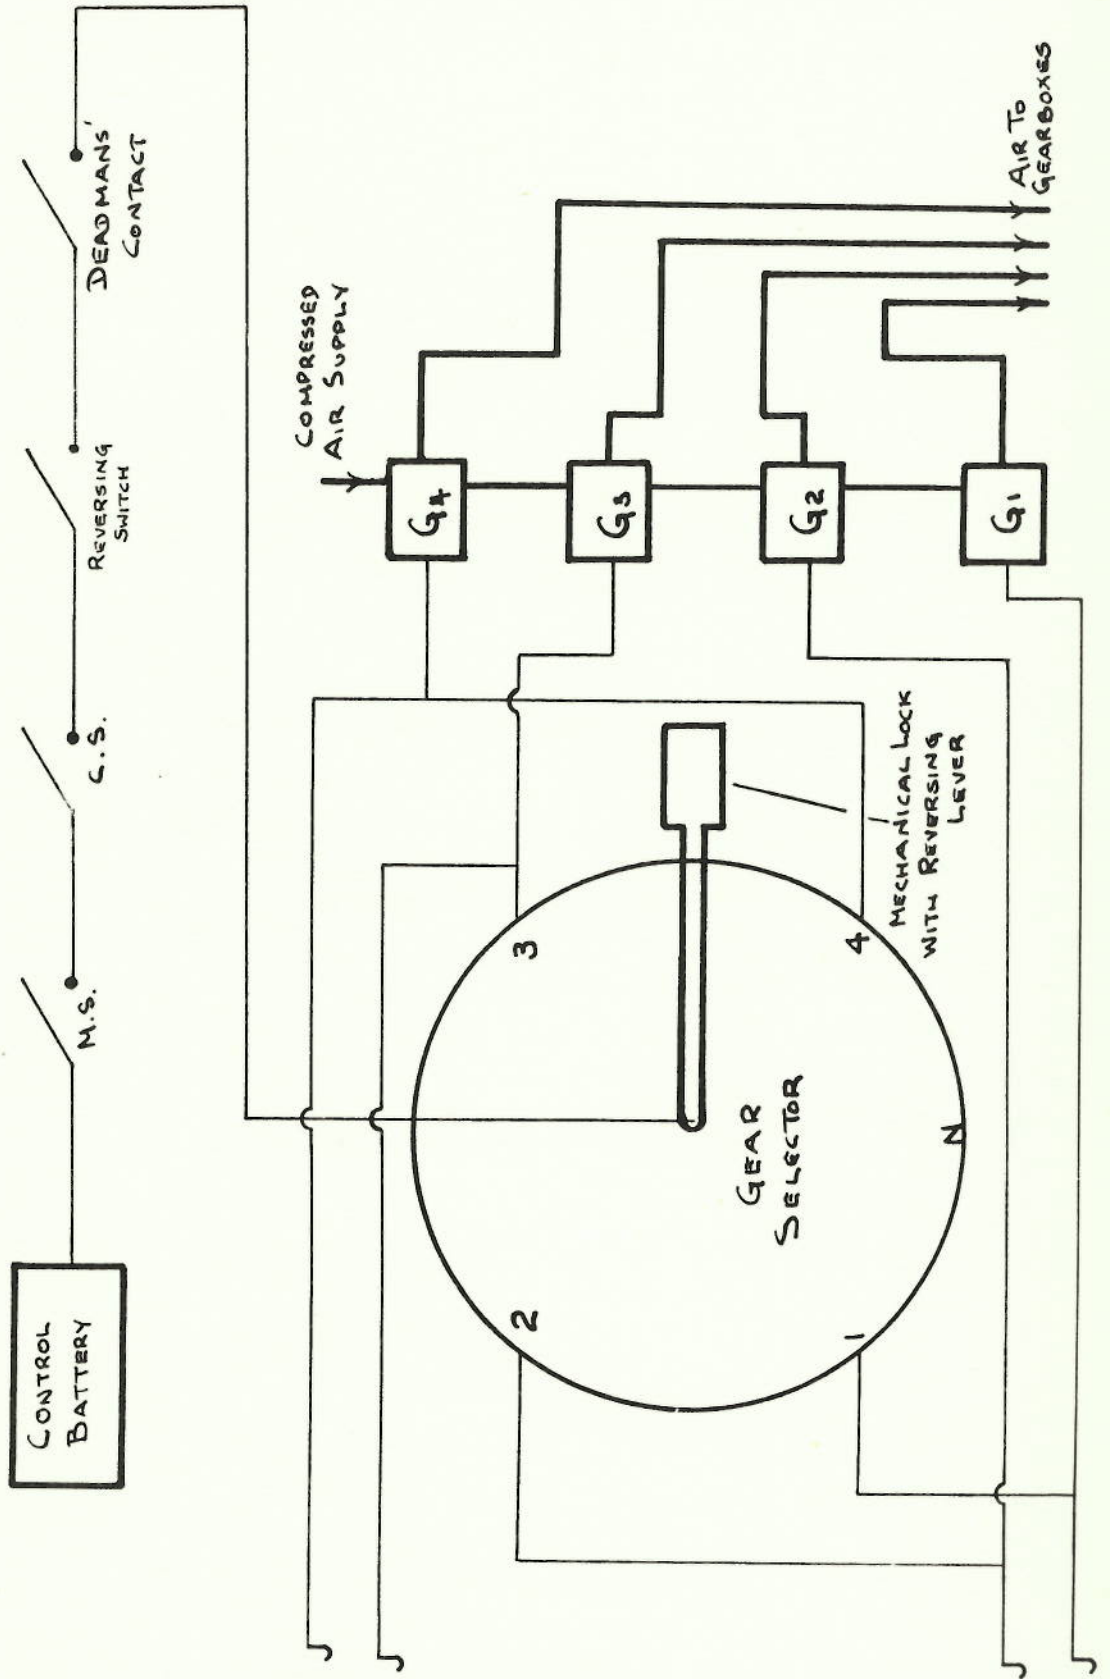 CONTROL
BATTERY
M.S.
C.S.
REVERSING
SWITCH
DEADMANS'
CONTACT
COMPRESSED
AIR SUPPLY
G4
G3
G2
G1
AIR TO
GEARBOXES
2
3
GEAR
SELECTOR
1
4
N
MECHANICAL LOCK
WITH REVERSING
LEVER